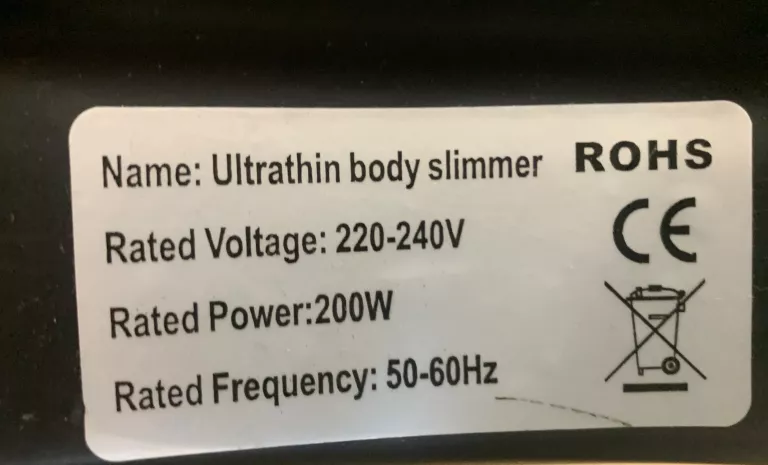 Name: Ultrathin body slimmer
ROHS
Rated Voltage: 220-240V
CE
Rated Power:200W
Rated Frequency: 50-60Hz